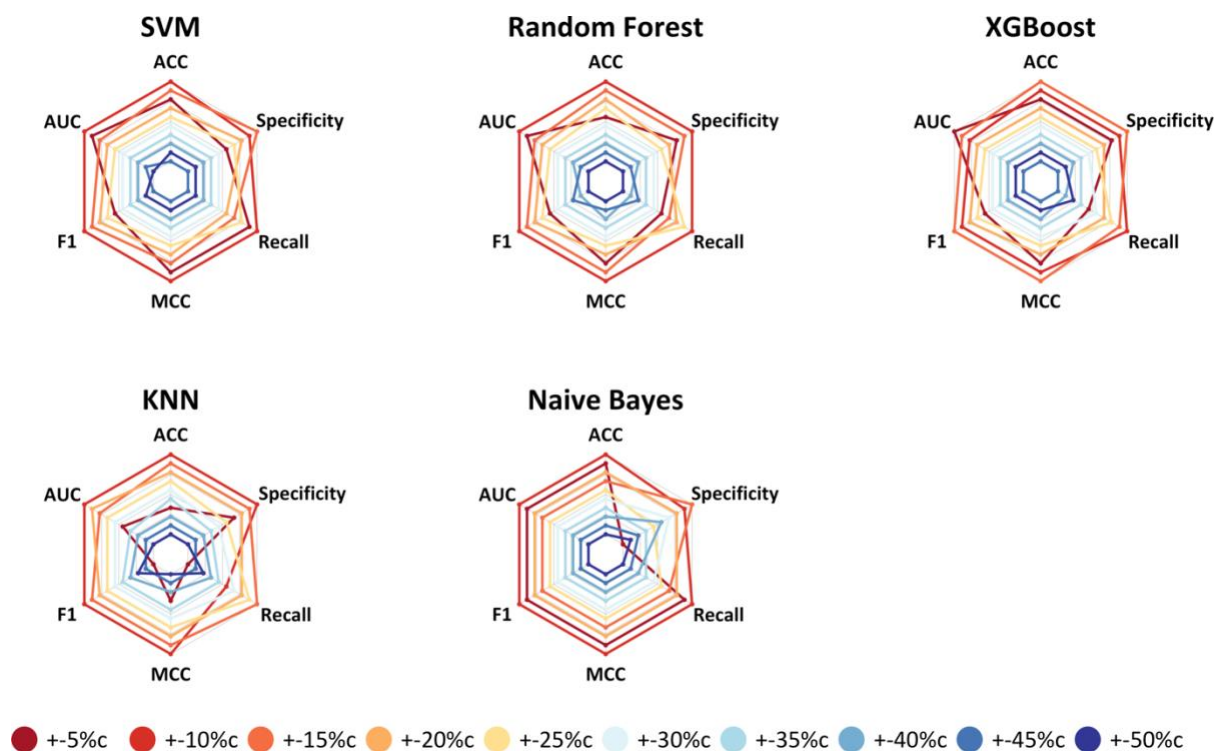 SVM
Random Forest
XGBoost
ACC
ACC
ACC
AUC
Specificity
AUC
Specificity
AUC
Specificity
F1
Recall
F1
Recall
F1
Recall
MCC
MCC
MCC
KNN
Naive Bayes
ACC
ACC
AUC
Specificity
AUC
Specificity
F1
Recall
F1
Recall
MCC
MCC
+-5%c +-10%c +-15%c +-20%c +-25%c +-30%c +-35%c +-40%c +-45%c +-50%c